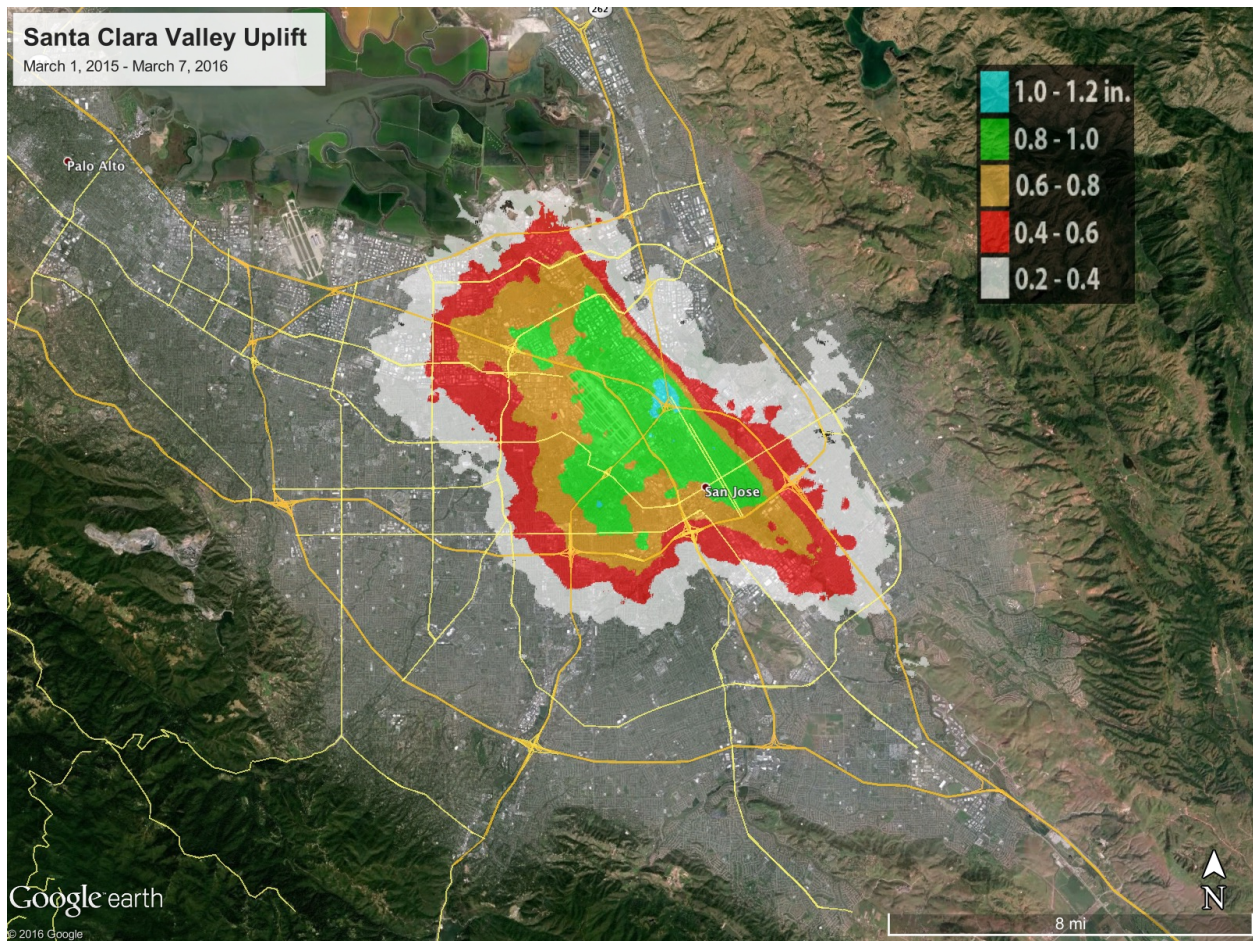 Santa Clara Valley Uplift
March 1, 2015 - March 7, 2016
262
Palo Alto
1.0 - 1.2 in.
0.8 - 1.0
0.6 - 0.8
0.4 - 0.6
0.2 - 0.4
San Jose
N
Google earth
© 2016 Google
8 mi